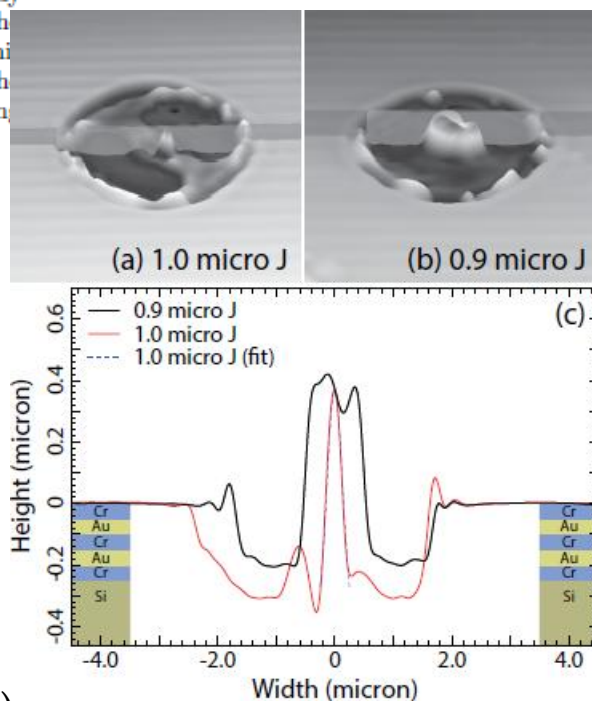 (a) 1.0 micro J
(b) 0.9 micro J
(c)
0.9 micro J
1.0 micro J
1.0 micro J (fit)
Height (micron)
0.6
0.4
0.2
0
-0.2
-0.4
Cr
Au
Cr
Au
Cr
Si
Cr
Au
Cr
Au
Cr
Si
-4.0 -2.0 0 2.0 4.0
Width (micron)